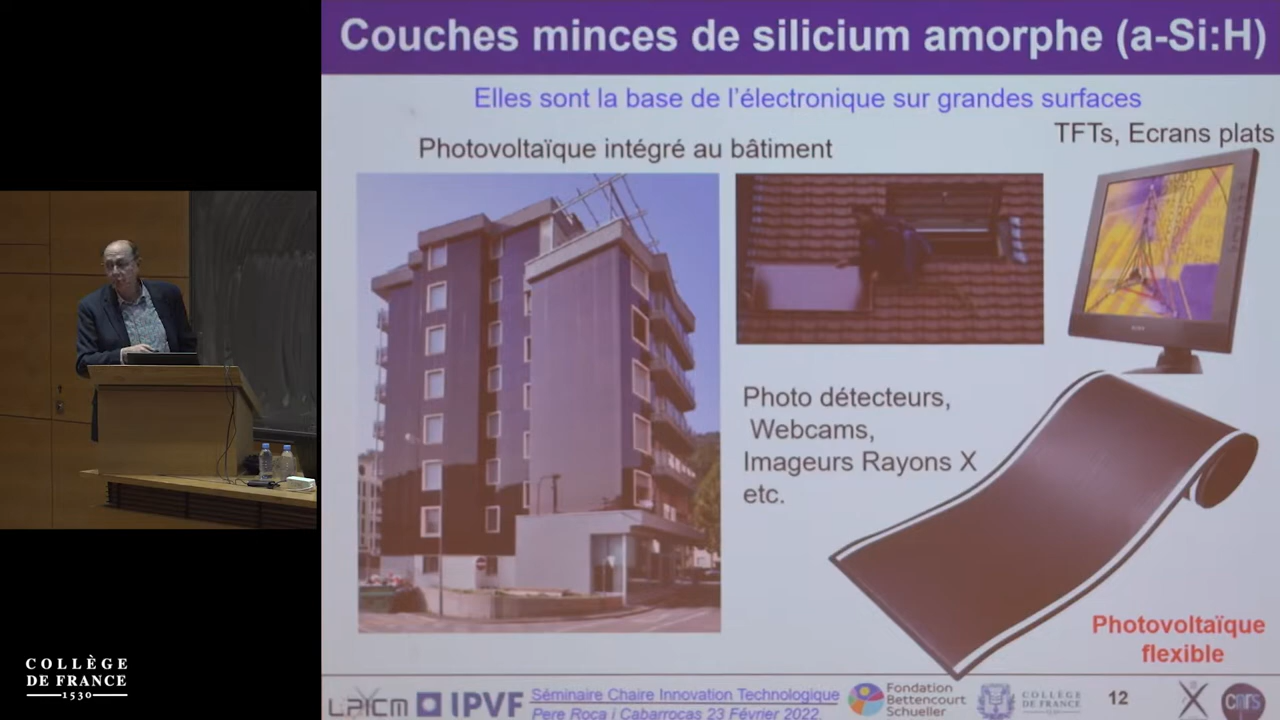 Couches minces de silicium amorphe (a-Si:H)
Elles sont la base de l'électronique sur grandes surfaces
Photovoltaïque intégré au bâtiment
TFTs, Ecrans plats
Photo détecteurs,
Webcams,
Imageurs Rayons X
etc.
Photovoltaïque
flexible
COLLÈGE
DE FRANCE
1530
LPICM
IPVF
Séminaire Chaire Innovation Technologique
Pere Roca i Cabarrocas 23 Février 2022
Fondation
Bettencourt
Schueller
COLLÈGE
DE FRANCE
12
X
cnrs